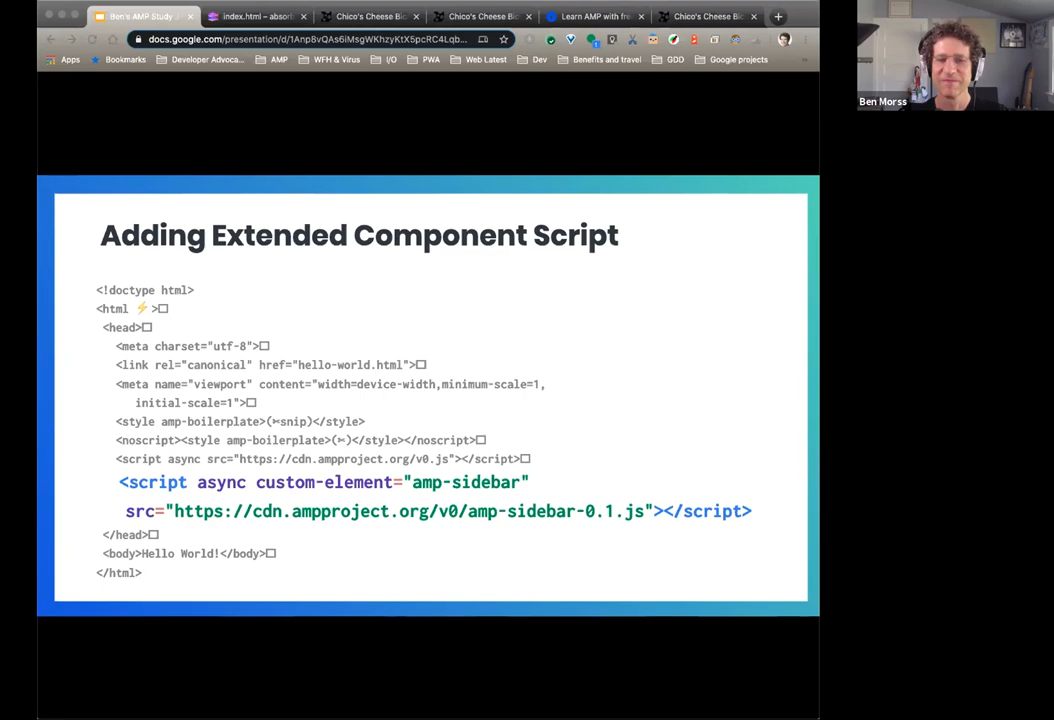 Ben's AMP Study
index.html – absorb
Chico's Cheese Bic
Chico's Cheese Bic
Learn AMP with fre
Chico's Cheese Bic
docs.google.com/presentation/d/1Anp8vQAs6iMsgWKhzyKtX5pcRC4Lqb...
Apps
Bookmarks
Developer Advoca...
AMP
WFH & Virus
I/O
PWA
Web Latest
Dev
Benefits and travel
GDD
Google projects
Ben Morss
Adding Extended Component Script
<!doctype html>
<html ⚡>☐
<head>☐
<meta charset="utf-8">☐
<link rel="canonical" href="hello-world.html">☐
<meta name="viewport" content="width=device-width,minimum-scale=1,
initial-scale=1">☐
<style amp-boilerplate>(✄snip)</style>
<noscript><style amp-boilerplate>(✄)</style></noscript>☐
<script async src="https://cdn.ampproject.org/v0.js"></script>☐
<script async custom-element="amp-sidebar"
src="https://cdn.ampproject.org/v0/amp-sidebar-0.1.js"></script>
</head>☐
<body>Hello World!</body>☐
</html>